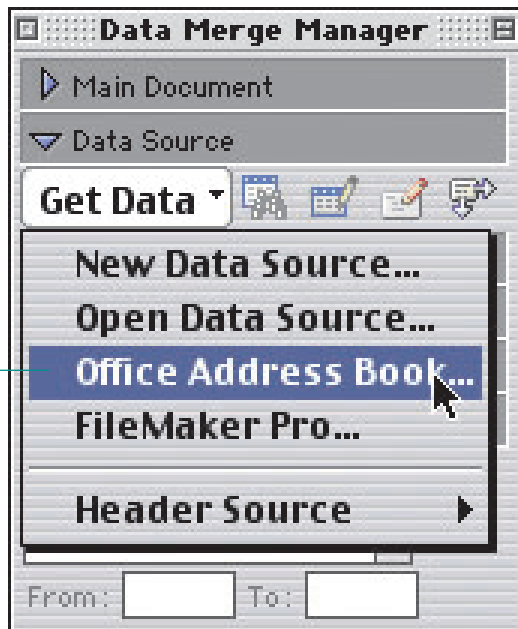 Data Merge Manager
Main Document
Data Source
Get Data
New Data Source...
Open Data Source...
Office Address Book...
FileMaker Pro...
Header Source
From: To: